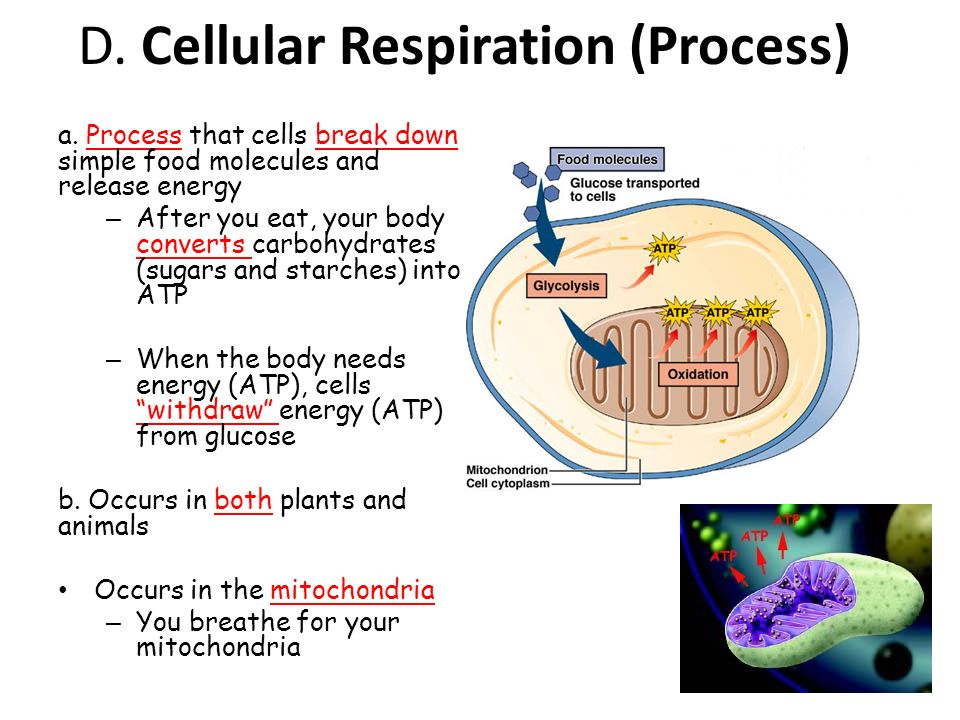 D. Cellular Respiration (Process)
a. Process that cells break down
simple food molecules and
release energy
– After you eat, your body
converts carbohydrates
(sugars and starches) into
ATP
– When the body needs
energy (ATP), cells
“withdraw” energy (ATP)
from glucose
b. Occurs in both plants and
animals
• Occurs in the mitochondria
– You breathe for your
mitochondria
Food molecules
Glucose transported
to cells
ATP
Glycolysis
ATP ATP ATP
Oxidation
Mitochondrion
Cell cytoplasm
ATP
ATP
ATP